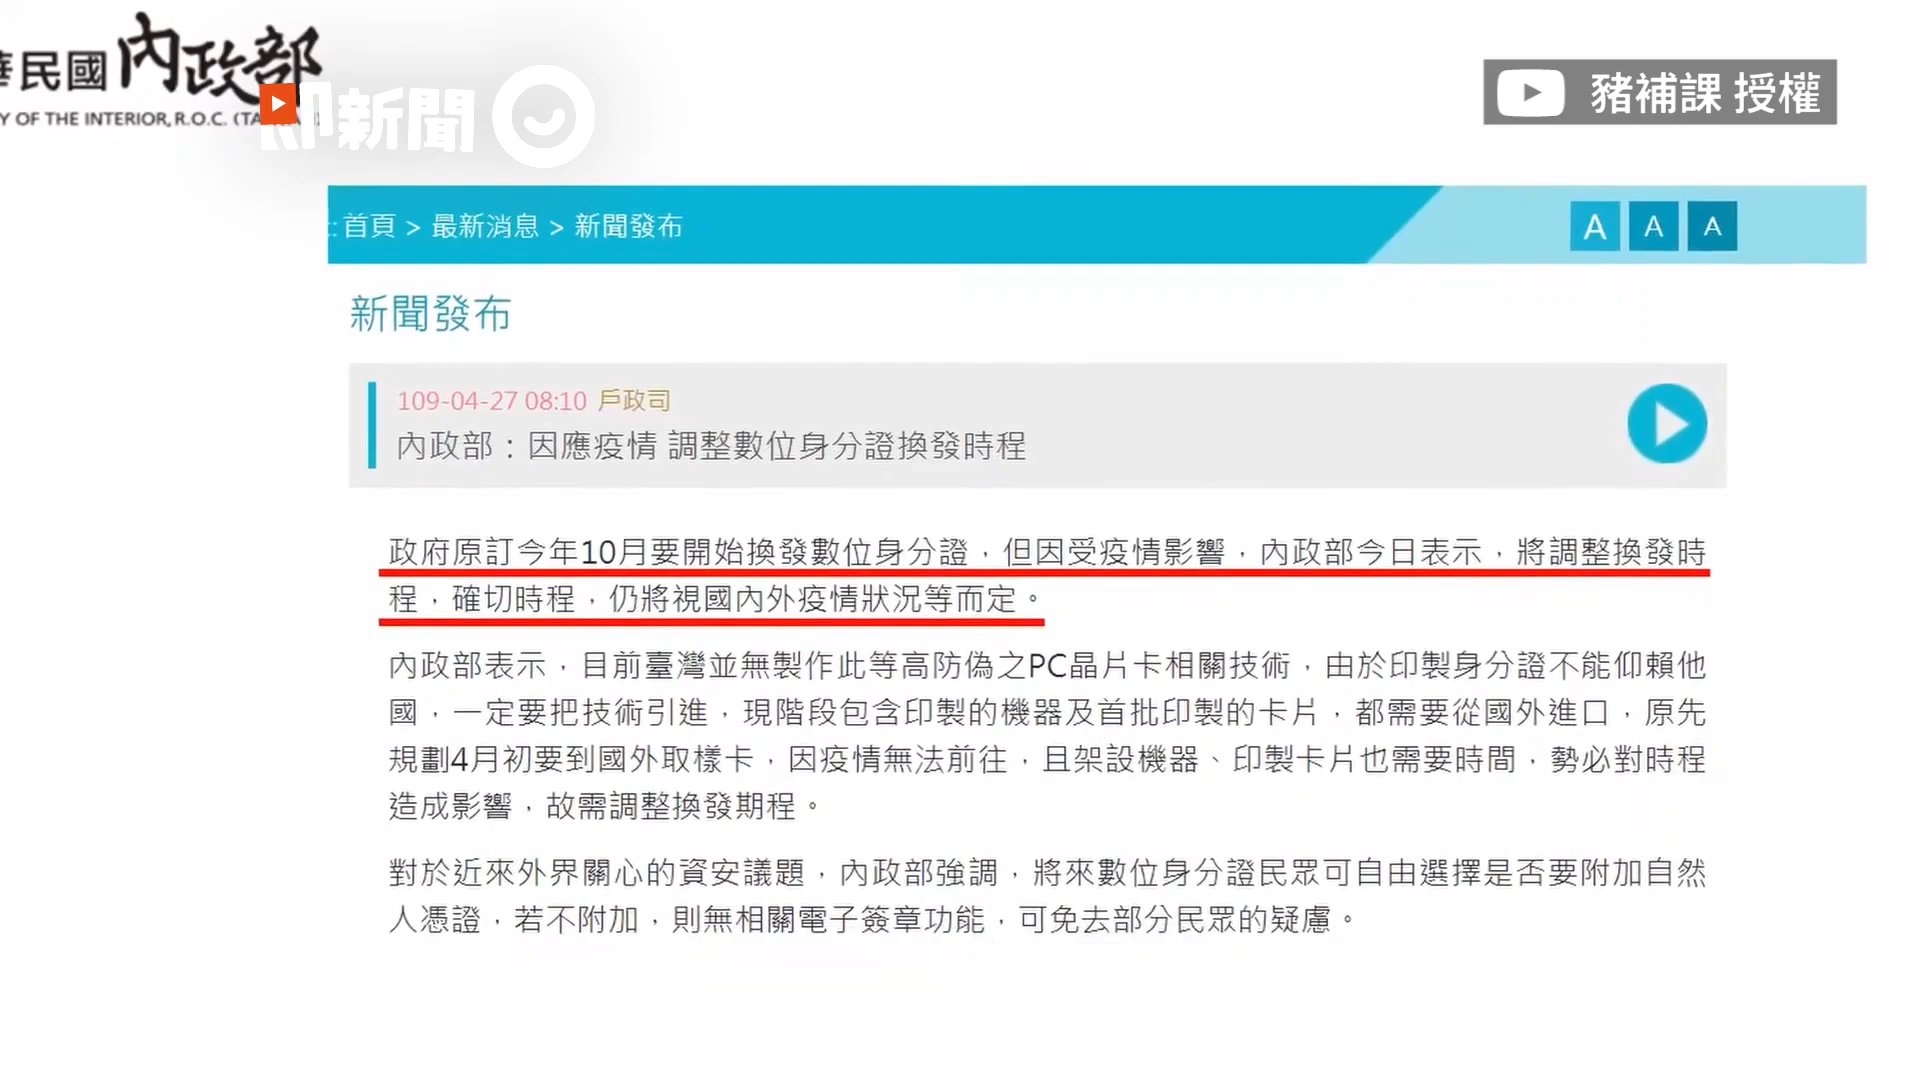 華民國內政部
Y OF THE INTERIOR, R.O.C. (TA
即新聞
豬補課 授權
首頁 > 最新消息 > 新聞發布
A A A
新聞發布
109-04-27 08:10 戶政司
內政部：因應疫情 調整數位身分證換發時程
政府原訂今年10月要開始換發數位身分證，但因受疫情影響，內政部今日表示，將調整換發時
程，確切時程，仍將視國內外疫情狀況等而定。
內政部表示，目前臺灣並無製作此等高防偽之PC晶片卡相關技術，由於印製身分證不能仰賴他
國，一定要把技術引進，現階段包含印製的機器及首批印製的卡片，都需要從國外進口，原先
規劃4月初要到國外取樣卡，因疫情無法前往，且架設機器、印製卡片也需要時間，勢必對時程
造成影響，故需調整換發期程。
對於近來外界關心的資安議題，內政部強調，將來數位身分證民眾可自由選擇是否要附加自然
人憑證，若不附加，則無相關電子簽章功能，可免去部分民眾的疑慮。